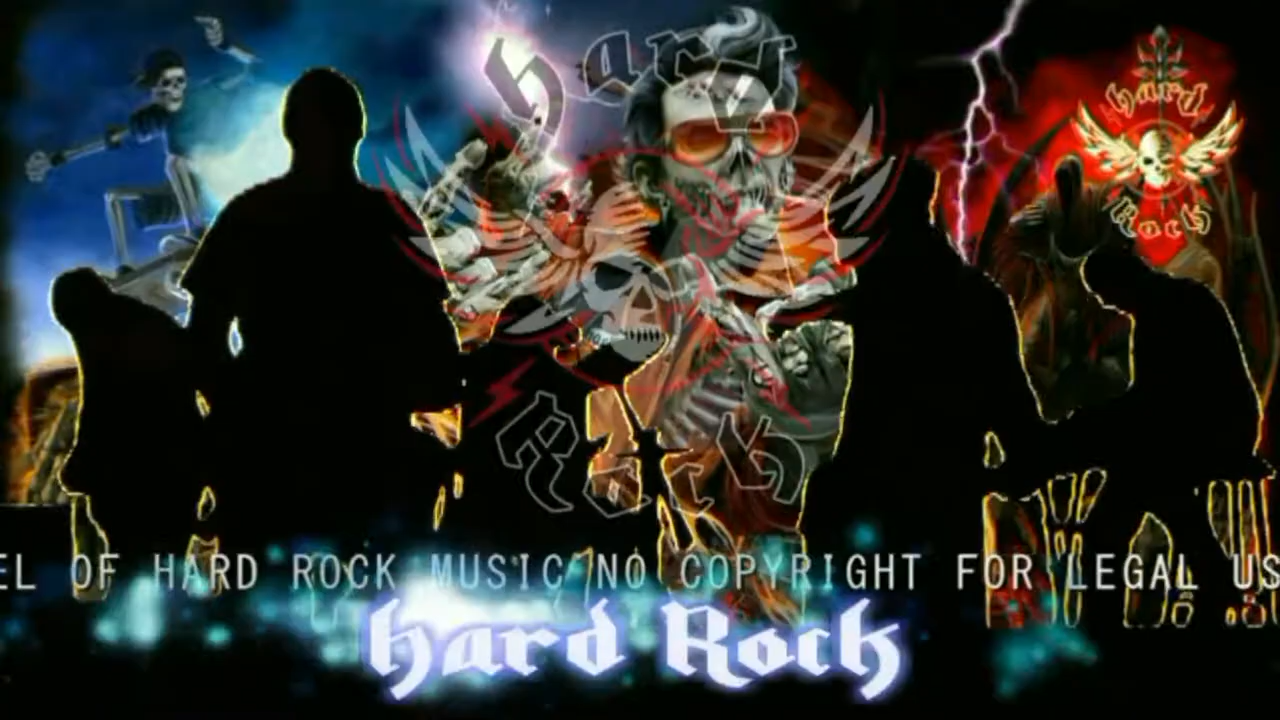 hard
Rock
hard
Rock
EL OF HARD ROCK MUSIC NO COPYRIGHT FOR LEGAL US
hard Rock